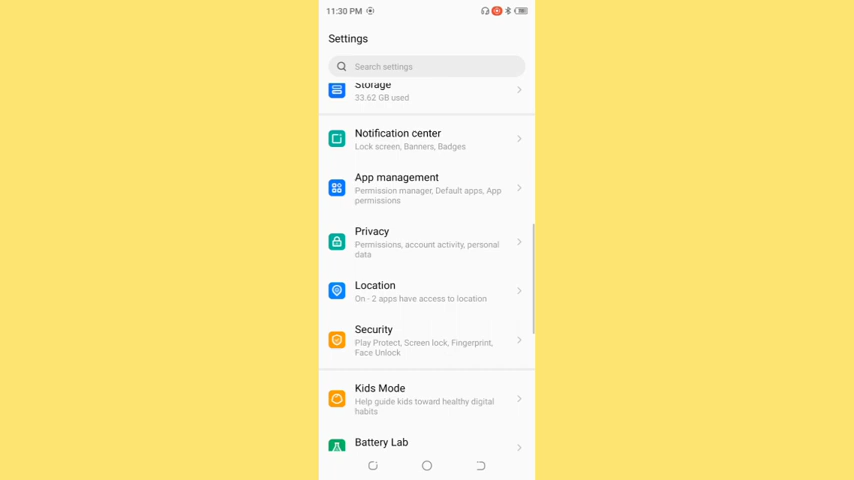 11:30 PM
Settings
Search settings
Storage
33.62 GB used
Notification center
Lock screen, Banners, Badges
App management
Permission manager, Default apps, App
permissions
Privacy
Permissions, account activity, personal
data
Location
On · 2 apps have access to location
Security
Play Protect, Screen lock, Fingerprint,
Face Unlock
Kids Mode
Help guide kids toward healthy digital
habits
Battery Lab